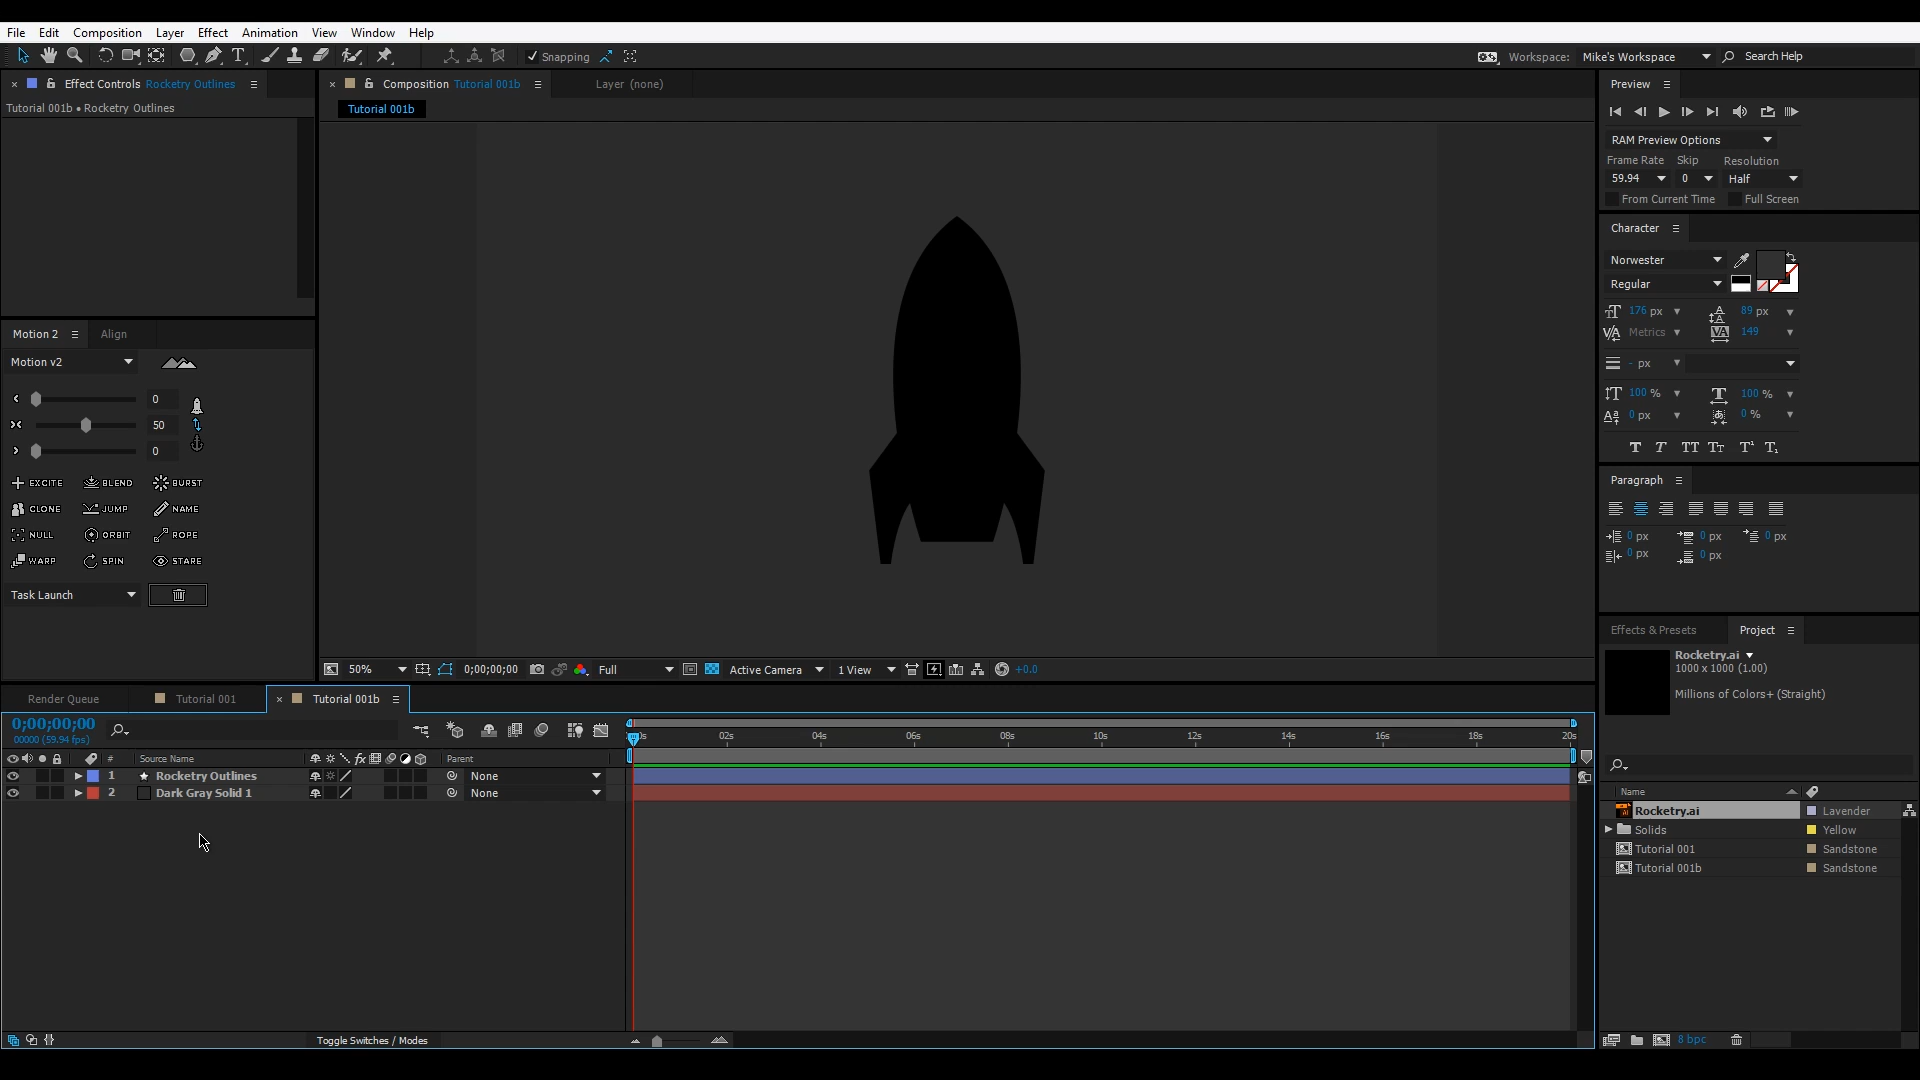 File Edit Composition Layer Effect Animation View Window Help
Snapping
Workspace: Mike's Workspace
Search Help
Effect Controls Rocketry Outlines
Tutorial 001b • Rocketry Outlines
Composition Tutorial 001b
Layer (none)
Tutorial 001b
Preview
RAM Preview Options
Frame Rate Skip Resolution
59.94 0 Half
From Current Time Full Screen
Character
Norwester
Regular
176 px 89 px
Metrics 149
- px
100 % 100 %
0 px 0 %
T T TT Tt T¹ T₁
Paragraph
0 px 0 px 0 px
0 px 0 px
Motion 2 Align
Motion v2
0
50
0
EXCITE BLEND BURST
CLONE JUMP NAME
NULL ORBIT ROPE
WARP SPIN STARE
Task Launch
50% 0;00;00;00 Full Active Camera 1 View +0.0
Effects & Presets Project
Rocketry.ai
1000 x 1000 (1.00)
Millions of Colors+ (Straight)
Name
Rocketry.ai Lavender
Solids Yellow
Tutorial 001 Sandstone
Tutorial 001b Sandstone
8 bpc
Render Queue Tutorial 001 Tutorial 001b
0;00;00;00
00000 (59.94 fps)
02s 04s 06s 08s 10s 12s 14s 16s 18s 20s
# Source Name fx Parent
1 Rocketry Outlines None
2 Dark Gray Solid 1 None
Toggle Switches / Modes